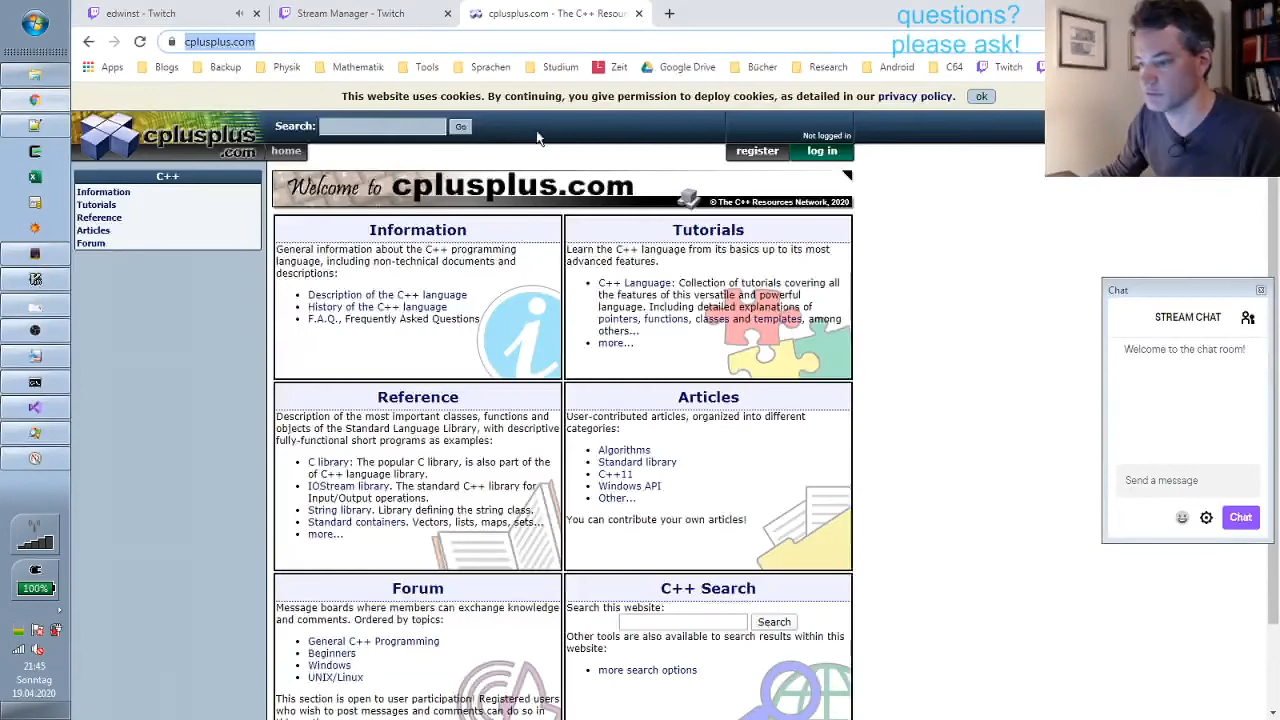 edwinst - Twitch
Stream Manager - Twitch
cplusplus.com - The C++ Resourc
questions?
please ask!
cplusplus.com
Apps
Blogs
Backup
Physik
Mathematik
Tools
Sprachen
Studium
Zeit
Google Drive
Bücher
Research
Android
C64
Twitch
This website uses cookies. By continuing, you give permission to deploy cookies, as detailed in our privacy policy.
ok
cplusplus
.com
Search:
Go
Not logged in
home
register
log in
C++
Information
Tutorials
Reference
Articles
Forum
Welcome to cplusplus.com
© The C++ Resources Network, 2020
Information
General information about the C++ programming
language, including non-technical documents and
descriptions:
Description of the C++ language
History of the C++ language
F.A.Q., Frequently Asked Questions
Tutorials
Learn the C++ language from its basics up to its most
advanced features.
C++ Language: Collection of tutorials covering all
the features of this versatile and powerful
language. Including detailed explanations of
pointers, functions, classes and templates, among
others...
more...
Reference
Description of the most important classes, functions and
objects of the Standard Language Library, with descriptive
fully-functional short programs as examples:
C library: The popular C library, is also part of the
of C++ language library.
IOStream library. The standard C++ library for
Input/Output operations.
String library. Library defining the string class.
Standard containers. Vectors, lists, maps, sets...
more...
Articles
User-contributed articles, organized into different
categories:
Algorithms
Standard library
C++11
Windows API
Other...
You can contribute your own articles!
Forum
Message boards where members can exchange knowledge
and comments. Ordered by topics:
General C++ Programming
Beginners
Windows
UNIX/Linux
This section is open to user participation! Registered users
who wish to post messages and comments can do so in
C++ Search
Search this website:
Search
Other tools are also available to search results within this
website:
more search options
Chat
STREAM CHAT
Welcome to the chat room!
Send a message
Chat
100%
21:45
Sonntag
19.04.2020